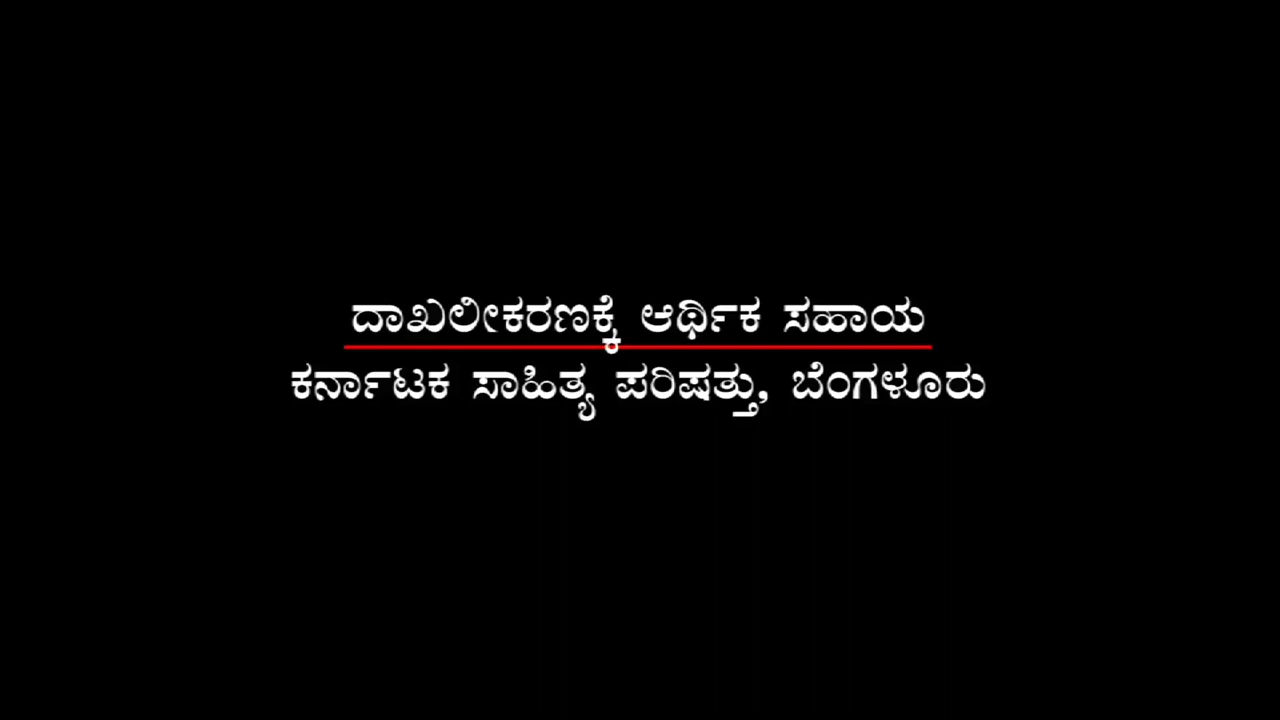 ದಾಖಲೀಕರಣಕ್ಕೆ ಆರ್ಥಿಕ ಸಹಾಯ
ಕರ್ನಾಟಕ ಸಾಹಿತ್ಯ ಪರಿಷತ್ತು, ಬೆಂಗಳೂರು